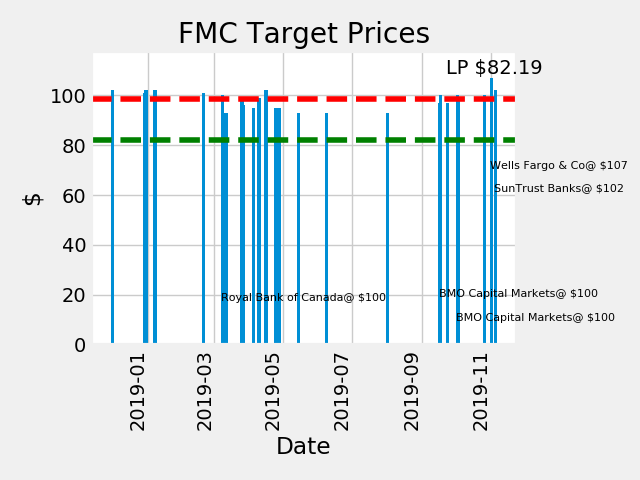 FMC Target Prices
LP $82.19
100
80
60
40
20
0
$
Wells Fargo & Co@ $107
SunTrust Banks@ $102
Royal Bank of Canada@ $100
BMO Capital Markets@ $100
BMO Capital Markets@ $100
2019-01
2019-03
2019-05
2019-07
2019-09
2019-11
Date